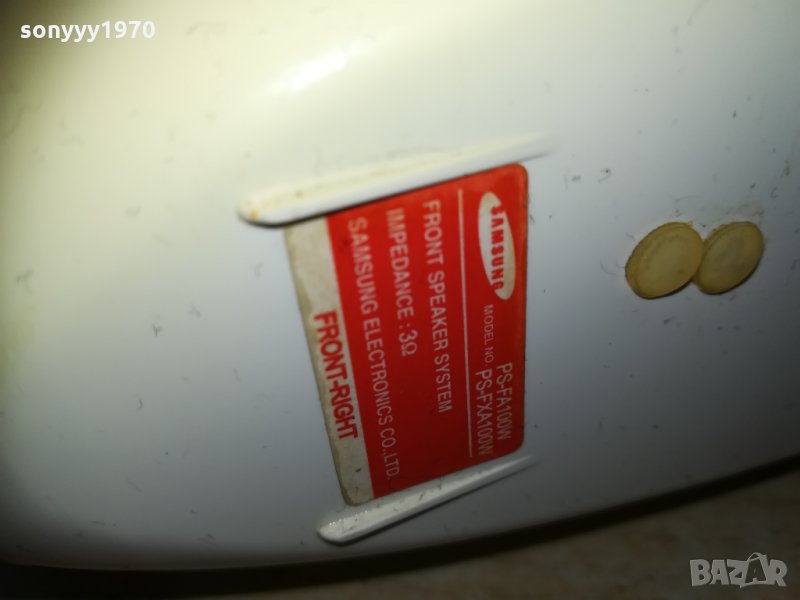 sonyyy1970
SAMSUNG
MODEL NO. PS-FA100W
PS-FXA100W
FRONT SPEAKER SYSTEM
IMPEDANCE : 3Ω
SAMSUNG ELECTRONICS CO.,LTD.
FRONT-RIGHT
BAZAR